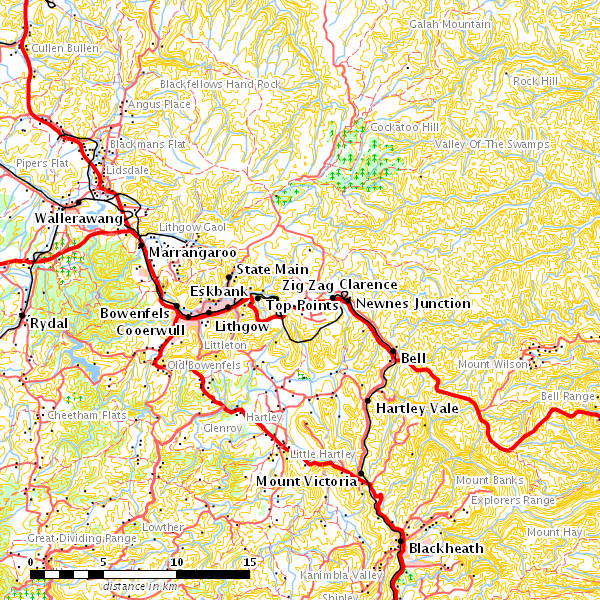 Galah Mountain
Cullen Bullen
Blackfellows Hand Rock
Rock Hill
Angus Place
Cockatoo Hill
Blackmans Flat
Valley Of The Swamps
Pipers Flat
Lidsdale
Wallerawang
Lithgow Gaol
Marrangaroo
State Main
Eskbank
Zig Zag
Clarence
Top Points
Newnes Junction
Bowenfels
Rydal
Cooerwull
Lithgow
Littleton
Bell
Old Bowenfels
Mount Wilson
Bell Range
Hartley Vale
Cheetham Flats
Hartley
Glenroy
Little Hartley
Mount Victoria
Mount Banks
Explorers Range
Lowther
Great Dividing Range
Mount Hay
Blackheath
0 5 10 15
distance in km
Kanimbla Valley
Shipley